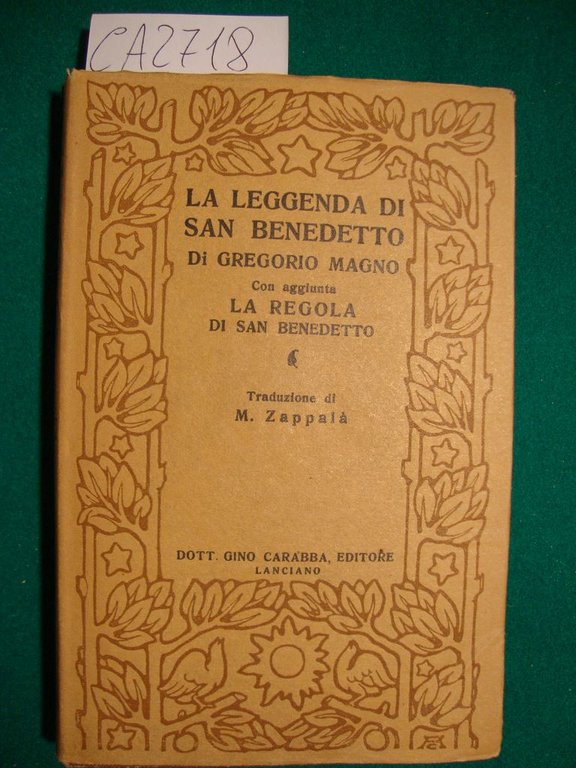 CA2718
LA LEGGENDA DI
SAN BENEDETTO
Di GREGORIO MAGNO
Con aggiunta
LA REGOLA
DI SAN BENEDETTO
Traduzione di
M. Zappalà
DOTT. GINO CARABBA, EDITORE
LANCIANO